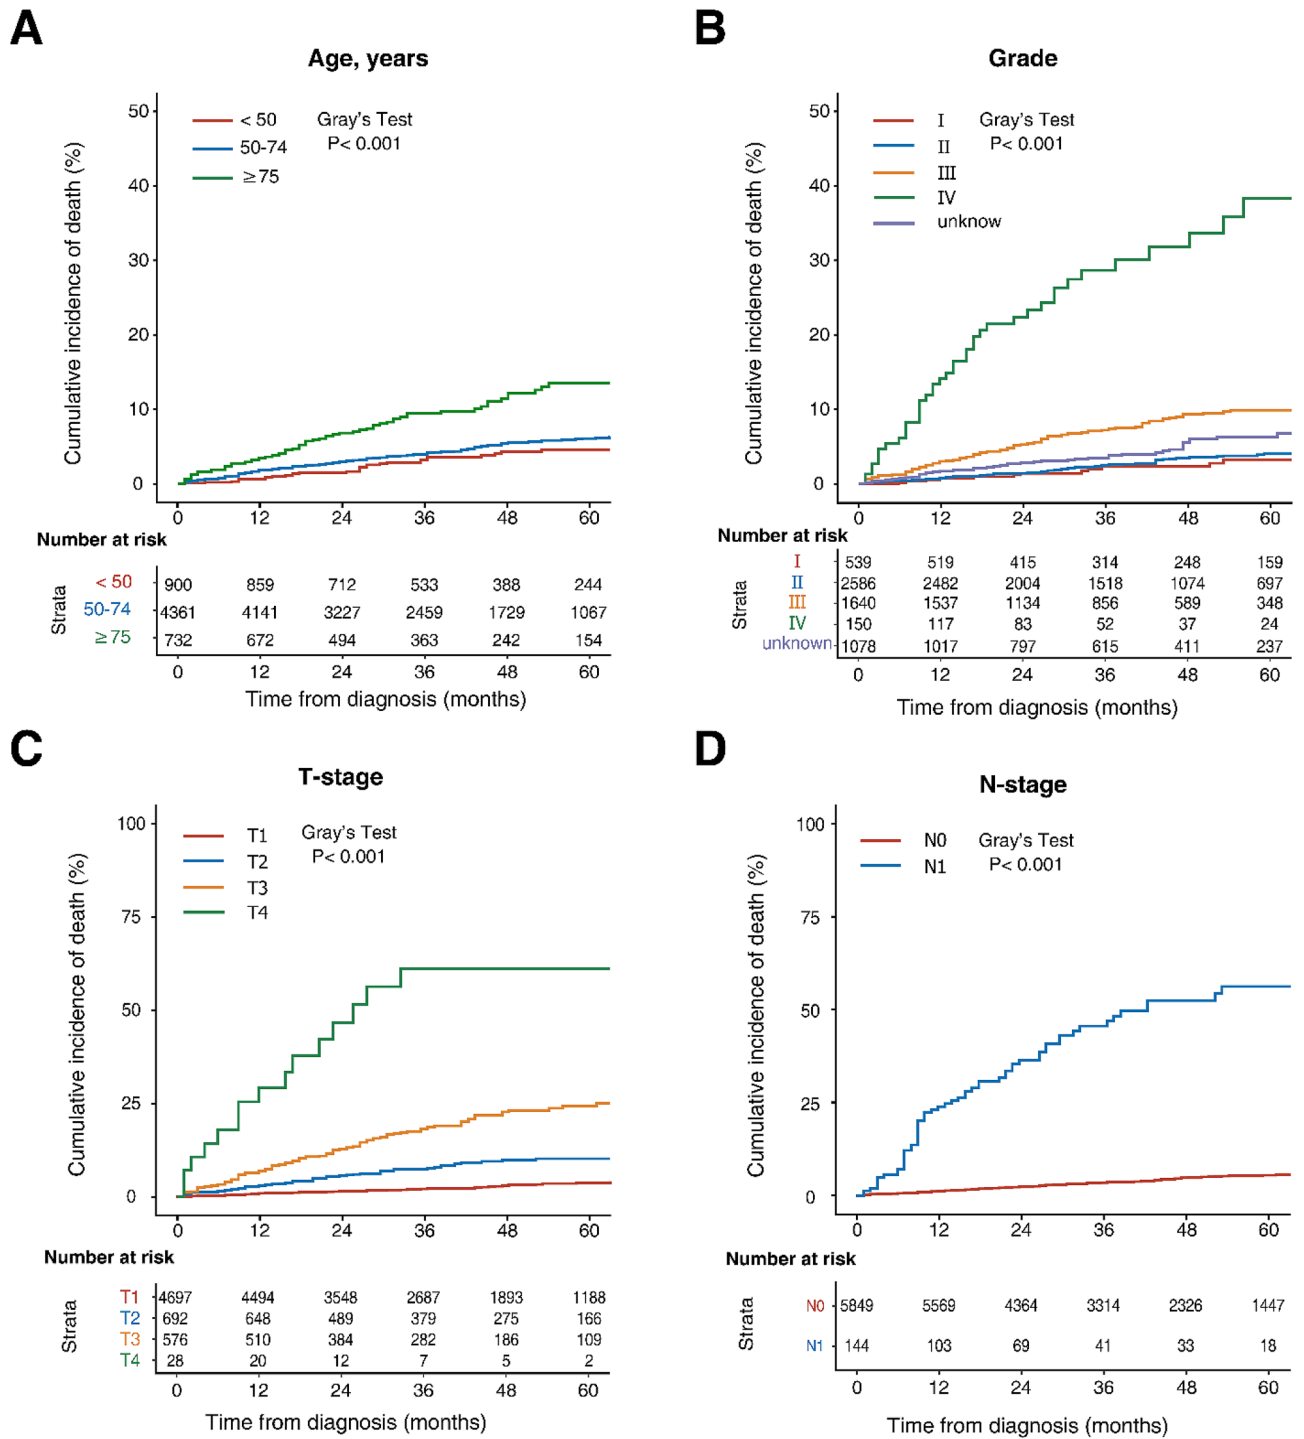 A
Age, years
Cumulative incidence of death (%)
50
40
30
20
10
0
< 50
50-74
≥75
Gray's Test
P< 0.001
0 12 24 36 48 60
Number at risk
Strata
< 50 900 859 712 533 388 244
50-74 4361 4141 3227 2459 1729 1067
≥75 732 672 494 363 242 154
0 12 24 36 48 60
Time from diagnosis (months)
B
Grade
Cumulative incidence of death (%)
50
40
30
20
10
0
I
II
III
IV
unknow
Gray's Test
P< 0.001
0 12 24 36 48 60
Number at risk
Strata
I 539 519 415 314 248 159
II 2586 2482 2004 1518 1074 697
III 1640 1537 1134 856 589 348
IV 150 117 83 52 37 24
unknown 1078 1017 797 615 411 237
0 12 24 36 48 60
Time from diagnosis (months)
C
T-stage
Cumulative incidence of death (%)
100
75
50
25
0
T1
T2
T3
T4
Gray's Test
P< 0.001
0 12 24 36 48 60
Number at risk
Strata
T1 4697 4494 3548 2687 1893 1188
T2 692 648 489 379 275 166
T3 576 510 384 282 186 109
T4 28 20 12 7 5 2
0 12 24 36 48 60
Time from diagnosis (months)
D
N-stage
Cumulative incidence of death (%)
100
75
50
25
0
N0
N1
Gray's Test
P< 0.001
0 12 24 36 48 60
Number at risk
Strata
N0 5849 5569 4364 3314 2326 1447
N1 144 103 69 41 33 18
0 12 24 36 48 60
Time from diagnosis (months)